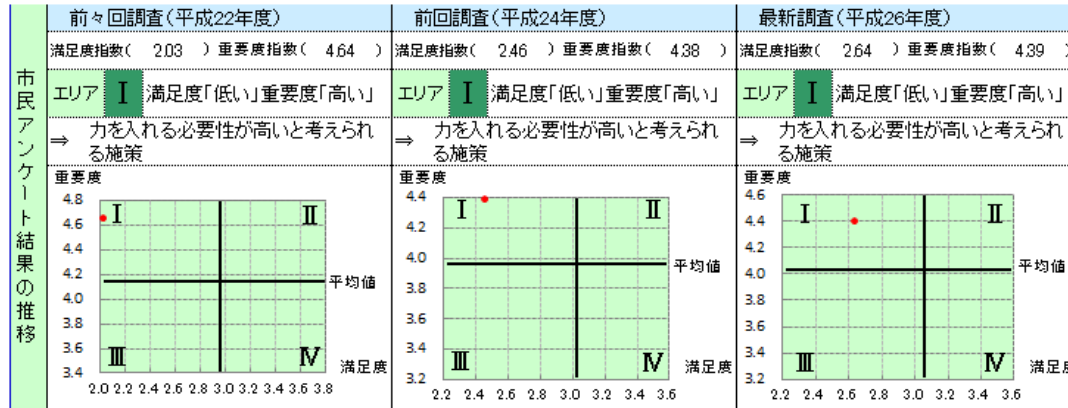 市民アンケート結果の推移
前々回調査(平成22年度)
満足度指数( 2.03 )重要度指数( 4.64 )
エリア Ⅰ 満足度「低い」重要度「高い」
⇒ 力を入れる必要性が高いと考えられ
る施策
重要度
4.8
4.6
4.4
4.2
4.0
3.8
3.6
3.4
Ⅰ Ⅱ
平均値
Ⅲ Ⅳ
満足度
2.0 2.2 2.4 2.6 2.8 3.0 3.2 3.4 3.6 3.8
前回調査(平成24年度)
満足度指数( 2.46 )重要度指数( 4.38 )
エリア Ⅰ 満足度「低い」重要度「高い」
⇒ 力を入れる必要性が高いと考えられ
る施策
重要度
4.4
4.2
4.0
3.8
3.6
3.4
3.2
Ⅰ Ⅱ
平均値
Ⅲ Ⅳ
満足度
2.2 2.4 2.6 2.8 3.0 3.2 3.4 3.6
最新調査(平成26年度)
満足度指数( 2.64 )重要度指数( 4.39 )
エリア Ⅰ 満足度「低い」重要度「高い」
⇒ 力を入れる必要性が高いと考えられ
る施策
重要度
4.6
4.4
4.2
4.0
3.8
3.6
3.4
3.2
Ⅰ Ⅱ
平均値
Ⅲ Ⅳ
満足度
2.2 2.4 2.6 2.8 3.0 3.2 3.4 3.6